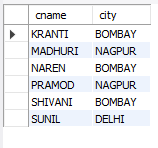 cname city
KRANTI BOMBAY
MADHURI NAGPUR
NAREN BOMBAY
PRAMOD NAGPUR
SHIVANI BOMBAY
SUNIL DELHI